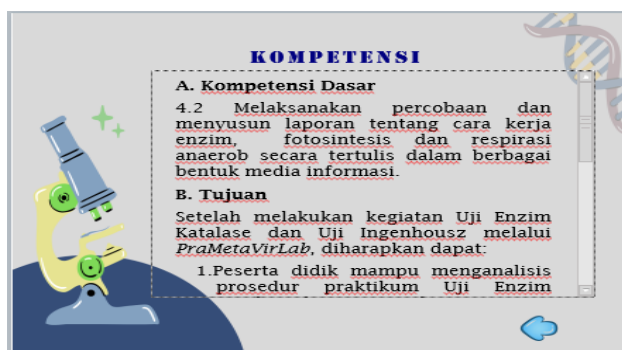 KOMPETENSI
A. Kompetensi Dasar
4.2 Melaksanakan percobaan dan
menyusun laporan tentang cara kerja
enzim, fotosintesis dan respirasi
anaerob secara tertulis dalam berbagai
bentuk media informasi.
B. Tujuan
Setelah melakukan kegiatan Uji Enzim
Katalase dan Uji Ingenhousz melalui
PraMetaVirLab, diharapkan dapat:
1.Peserta didik mampu menganalisis
prosedur praktikum Uji Enzim